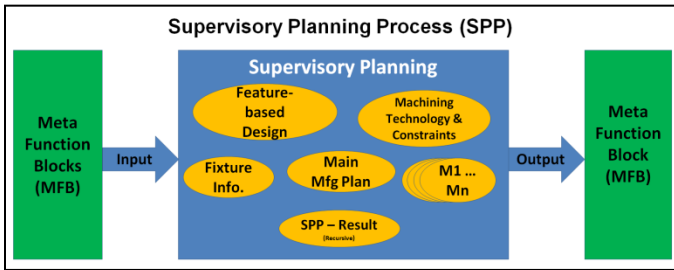 Supervisory Planning Process (SPP)
Supervisory Planning
Feature-
based
Design
Machining
Technology &
Constraints
Meta
Function
Blocks
(MFB)
Input
Fixture
Info.
Main
Mfg Plan
M1 ...
Mn
Output
Meta
Function
Block
(MFB)
SPP – Result
(Recursive)